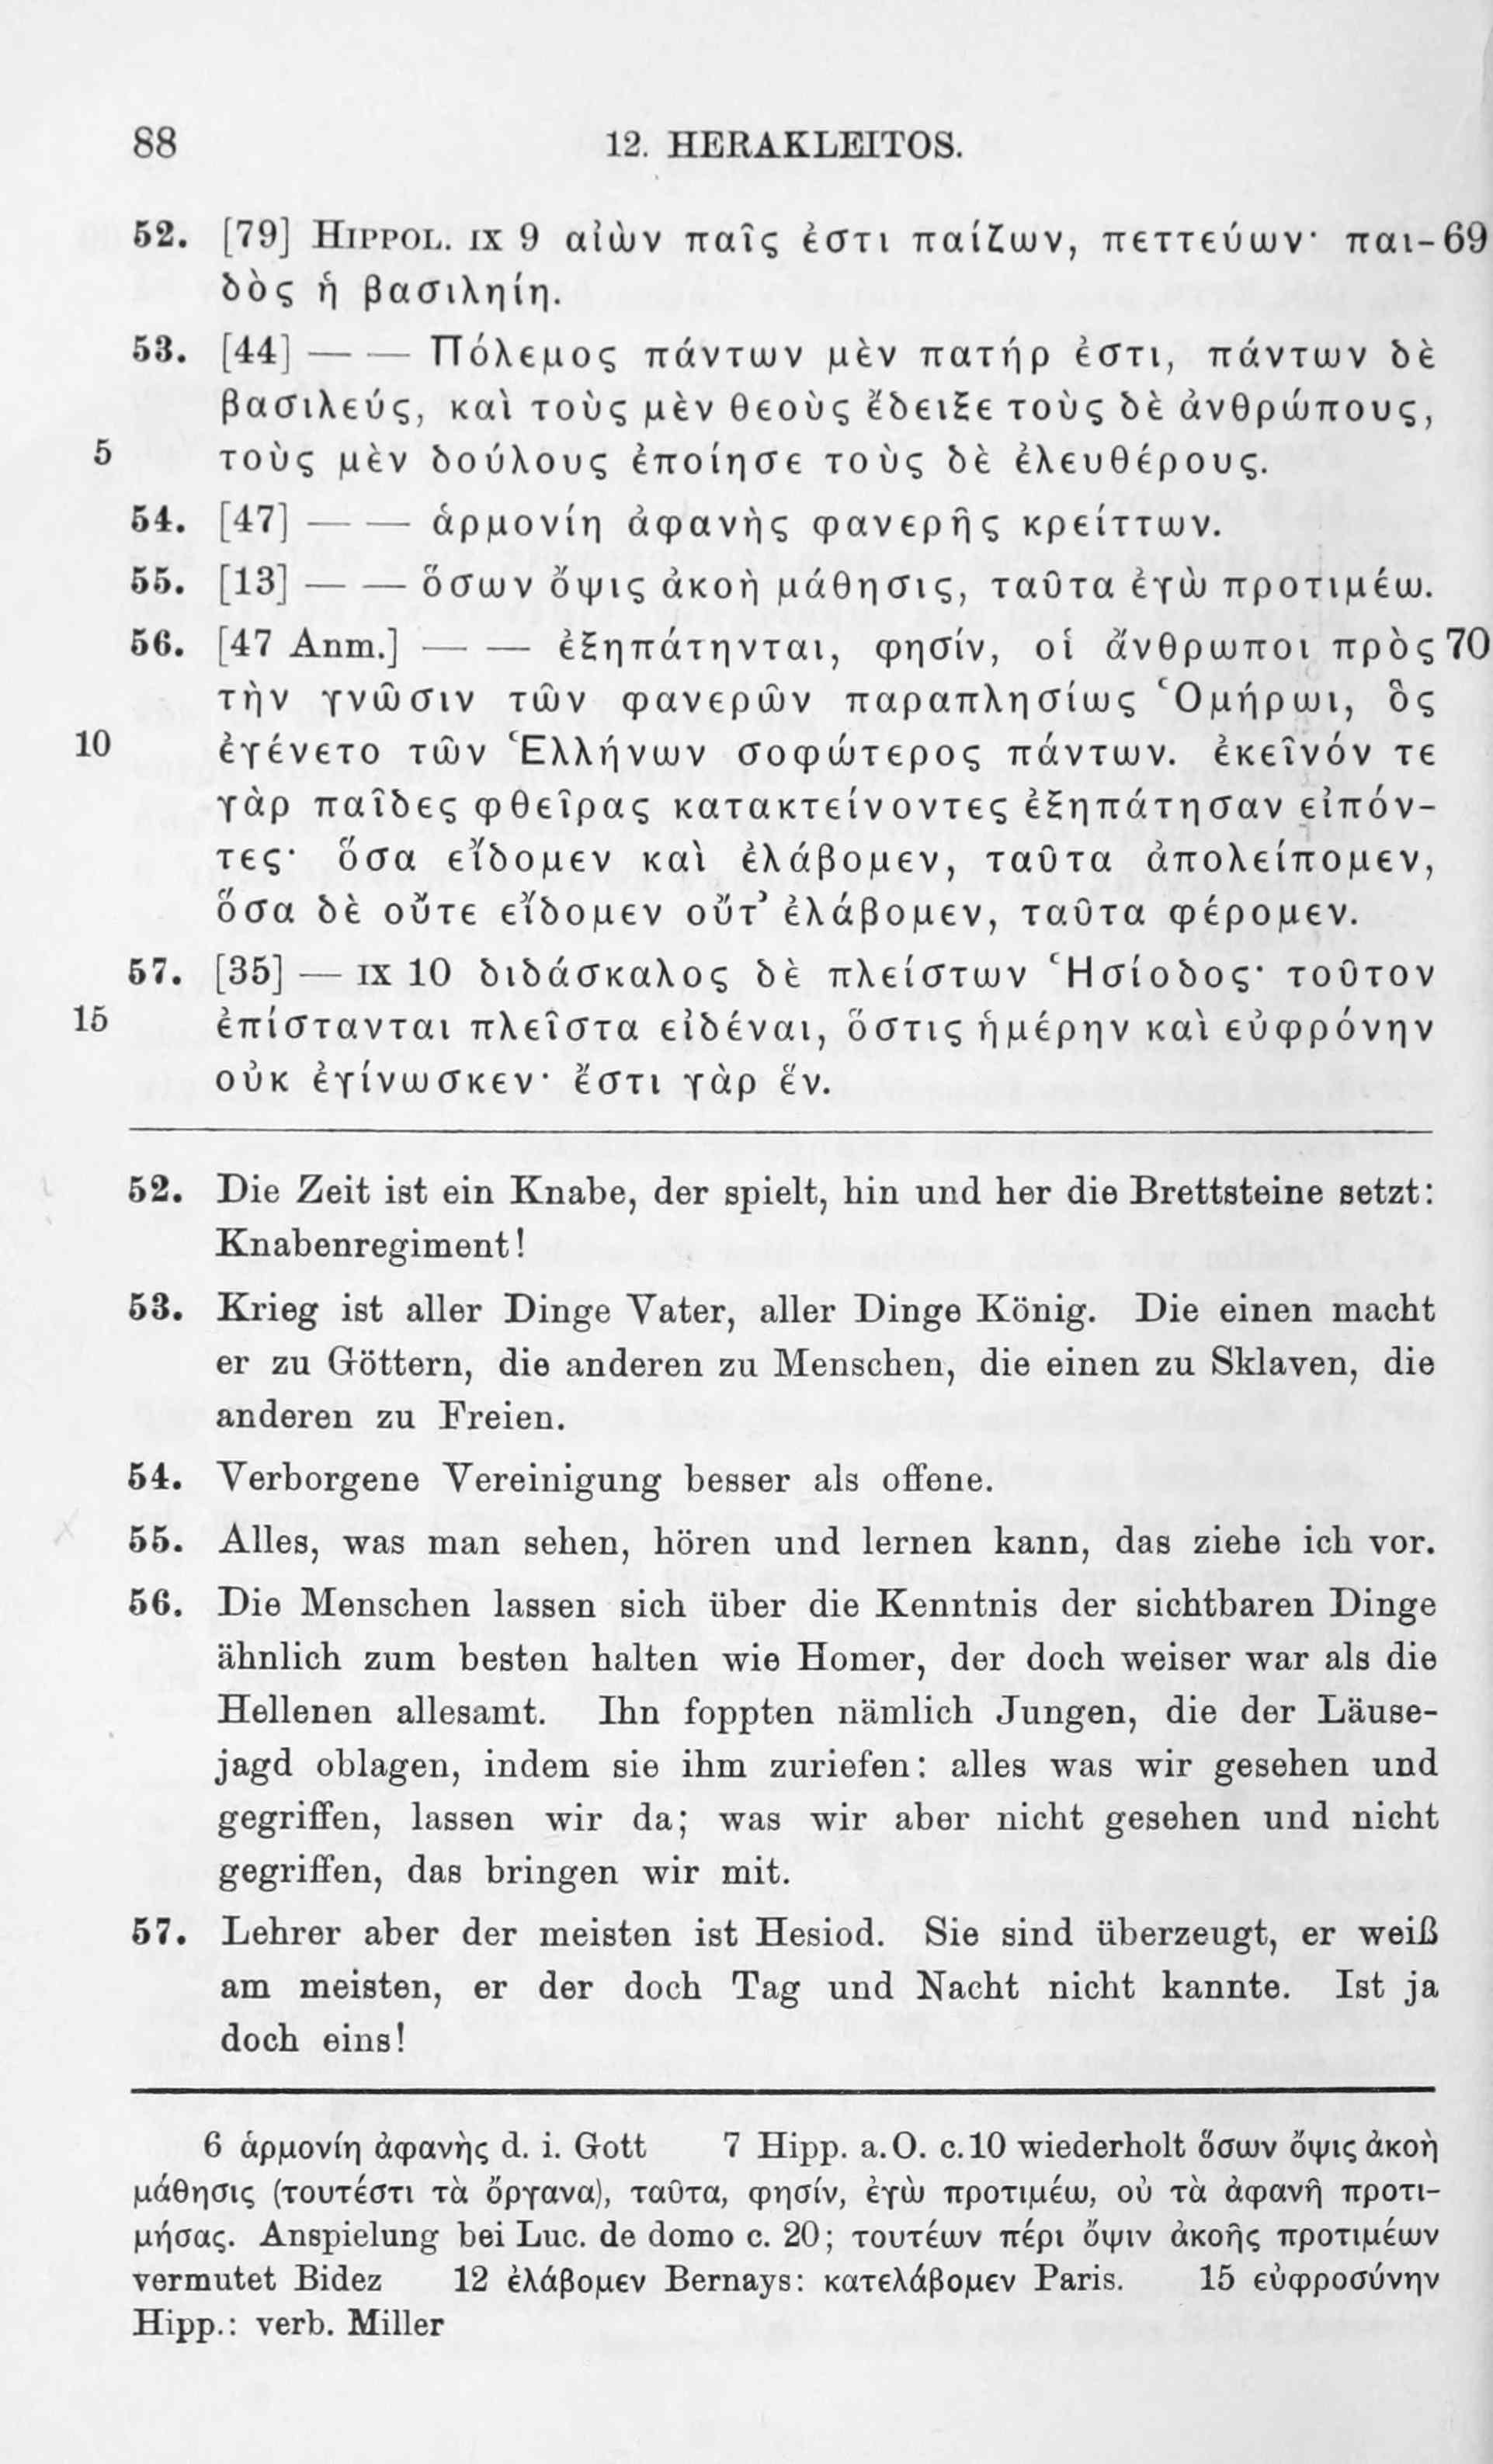 88 12. HERAKLEITOS.
52. [79] HIPPOL. IX 9 αἰὼν παῖς ἐστι παίζων, πεττεύων· παι- 69
δὸς ἡ βασιληίη.
53. [44] — — Πόλεμος πάντων μὲν πατήρ ἐστι, πάντων δὲ
βασιλεύς, καὶ τοὺς μὲν θεοὺς ἔδειξε τοὺς δὲ ἀνθρώπους,
5 τοὺς μὲν δούλους ἐποίησε τοὺς δὲ ἐλευθέρους.
54. [47] — — ἁρμονίη ἀφανὴς φανερῆς κρείττων.
55. [13] — — ὅσων ὄψις ἀκοὴ μάθησις, ταῦτα ἐγὼ προτιμέω.
56. [47 Anm.] — — ἐξηπάτηνται, φησίν, οἱ ἄνθρωποι πρὸς 70
τὴν γνῶσιν τῶν φανερῶν παραπλησίως Ὁμήρωι, ὃς
10 ἐγένετο τῶν Ἑλλήνων σοφώτερος πάντων. ἐκεῖνόν τε
γὰρ παῖδες φθεῖρας κατακτείνοντες ἐξηπάτησαν εἰπόν-
τες· ὅσα εἴδομεν καὶ ἐλάβομεν, ταῦτα ἀπολείπομεν,
ὅσα δὲ οὔτε εἴδομεν οὔτ’ ἐλάβομεν, ταῦτα φέρομεν.
57. [35] — IX 10 διδάσκαλος δὲ πλείστων Ἡσίοδος· τοῦτον
15 ἐπίστανται πλεῖστα εἰδέναι, ὅστις ἡμέρην καὶ εὐφρόνην
οὐκ ἐγίνωσκεν· ἔστι γὰρ ἕν.
52. Die Zeit ist ein Knabe, der spielt, hin und her die Brettsteine setzt:
Knabenregiment!
53. Krieg ist aller Dinge Vater, aller Dinge König. Die einen macht
er zu Göttern, die anderen zu Menschen, die einen zu Sklaven, die
anderen zu Freien.
54. Verborgene Vereinigung besser als offene.
55. Alles, was man sehen, hören und lernen kann, das ziehe ich vor.
56. Die Menschen lassen sich über die Kenntnis der sichtbaren Dinge
ähnlich zum besten halten wie Homer, der doch weiser war als die
Hellenen allesamt. Ihn foppten nämlich Jungen, die der Läuse-
jagd oblagen, indem sie ihm zuriefen: alles was wir gesehen und
gegriffen, lassen wir da; was wir aber nicht gesehen und nicht
gegriffen, das bringen wir mit.
57. Lehrer aber der meisten ist Hesiod. Sie sind überzeugt, er weiß
am meisten, er der doch Tag und Nacht nicht kannte. Ist ja
doch eins!
6 ἁρμονίη ἀφανὴς d. i. Gott 7 Hipp. a. O. c. 10 wiederholt ὅσων ὄψις ἀκοὴ
μάθησις (τουτέστι τὰ ὄργανα), ταῦτα, φησίν, ἐγὼ προτιμέω, οὐ τὰ ἀφανῆ προτι-
μήσας. Anspielung bei Luc. de domo c. 20; τουτέων πέρι ὄψιν ἀκοῆς προτιμέων
vermutet Bidez 12 ἐλάβομεν Bernays: κατελάβομεν Paris. 15 εὐφροσύνην
Hipp.: verb. Miller